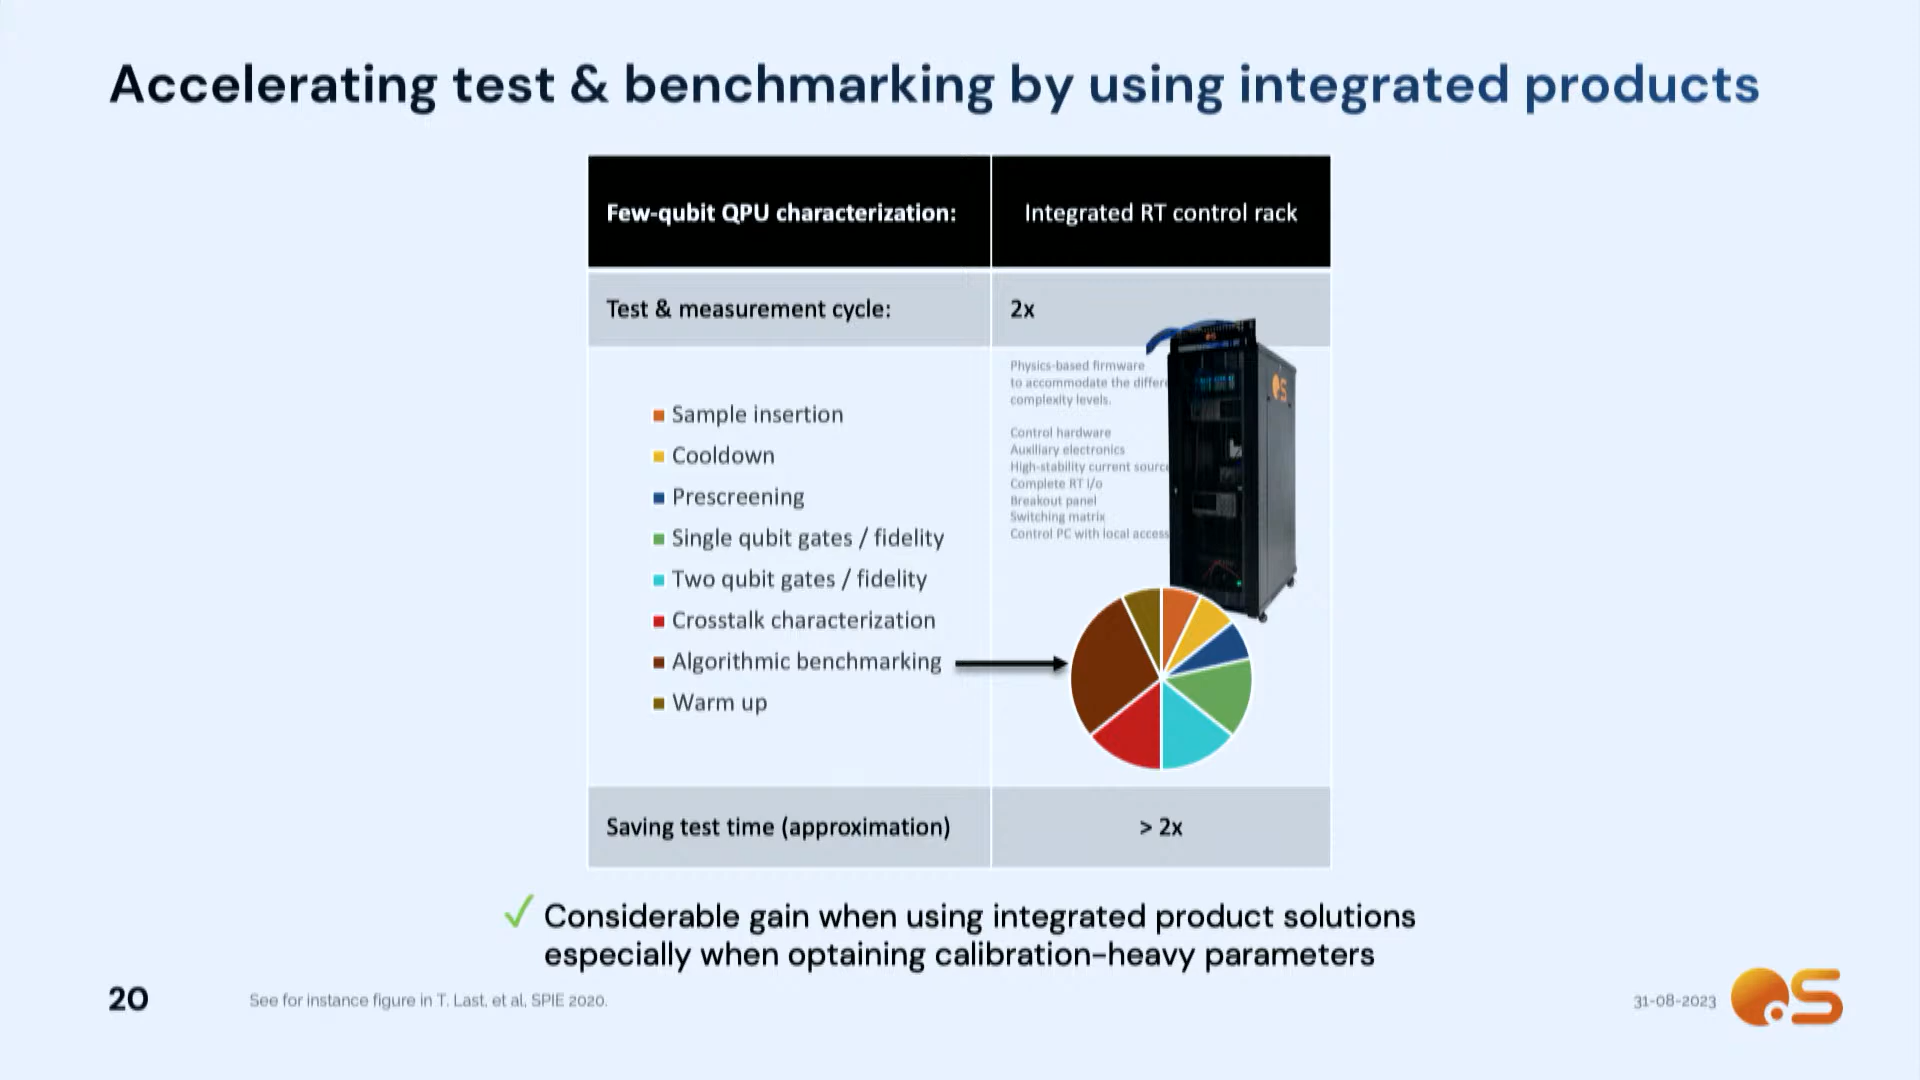 Accelerating test & benchmarking by using integrated products
Few-qubit QPU characterization:
Integrated RT control rack
Test & measurement cycle:
2x
Physics-based firmware
to accommodate the differe
complexity levels.
Control hardware
Auxiliary electronics
High-stability current source
Complete RT i/o
Breakout panel
Switching matrix
Control PC with local access
Sample insertion
Cooldown
Prescreening
Single qubit gates / fidelity
Two qubit gates / fidelity
Crosstalk characterization
Algorithmic benchmarking
Warm up
Saving test time (approximation)
> 2x
✓ Considerable gain when using integrated product solutions
especially when optaining calibration-heavy parameters
20
See for instance figure in T. Last, et al, SPIE 2020.
31-08-2023
QS